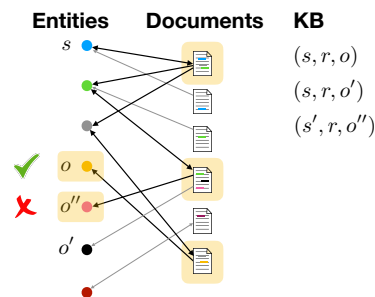 Entities Documents KB
s (s, r, o)
(s, r, o′)
(s′, r, o″)
o
o″
o′